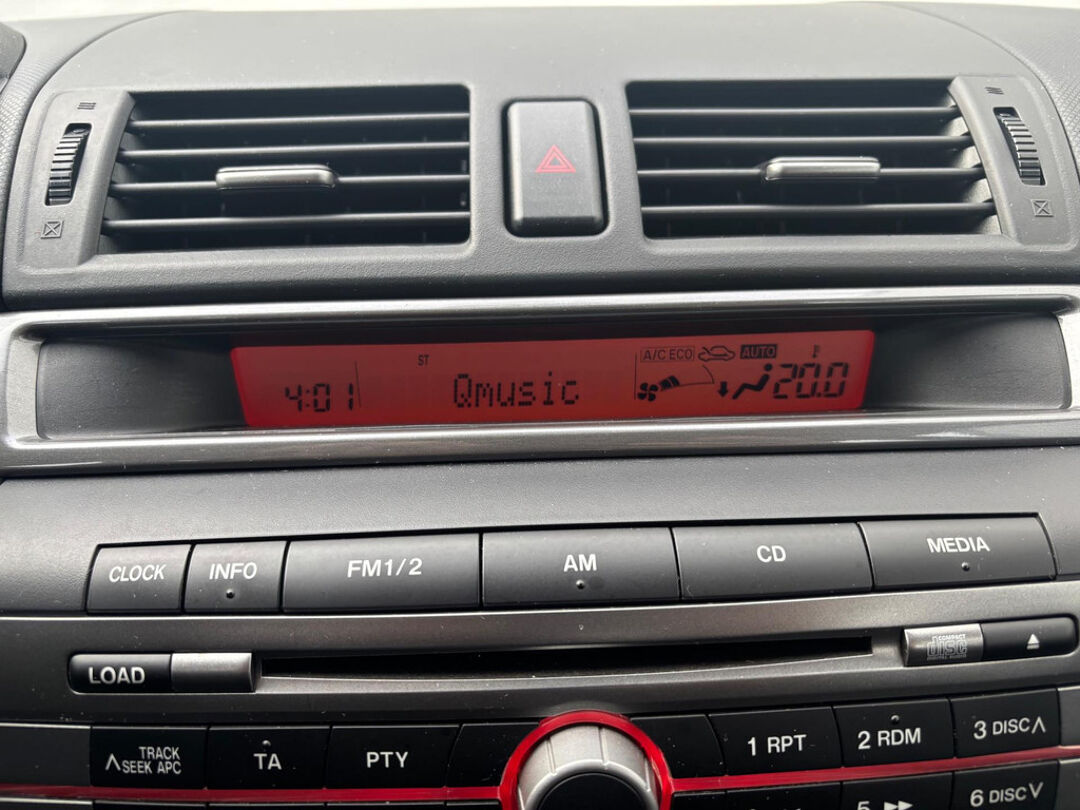 ST
A/C ECO
AUTO
4:01
Qmusic
20.0
CLOCK
INFO
FM1/2
AM
CD
MEDIA
LOAD
COMPACT
disc
TRACK
SEEK APC
TA
PTY
1 RPT
2 RDM
3 DISC
5
6 DISC